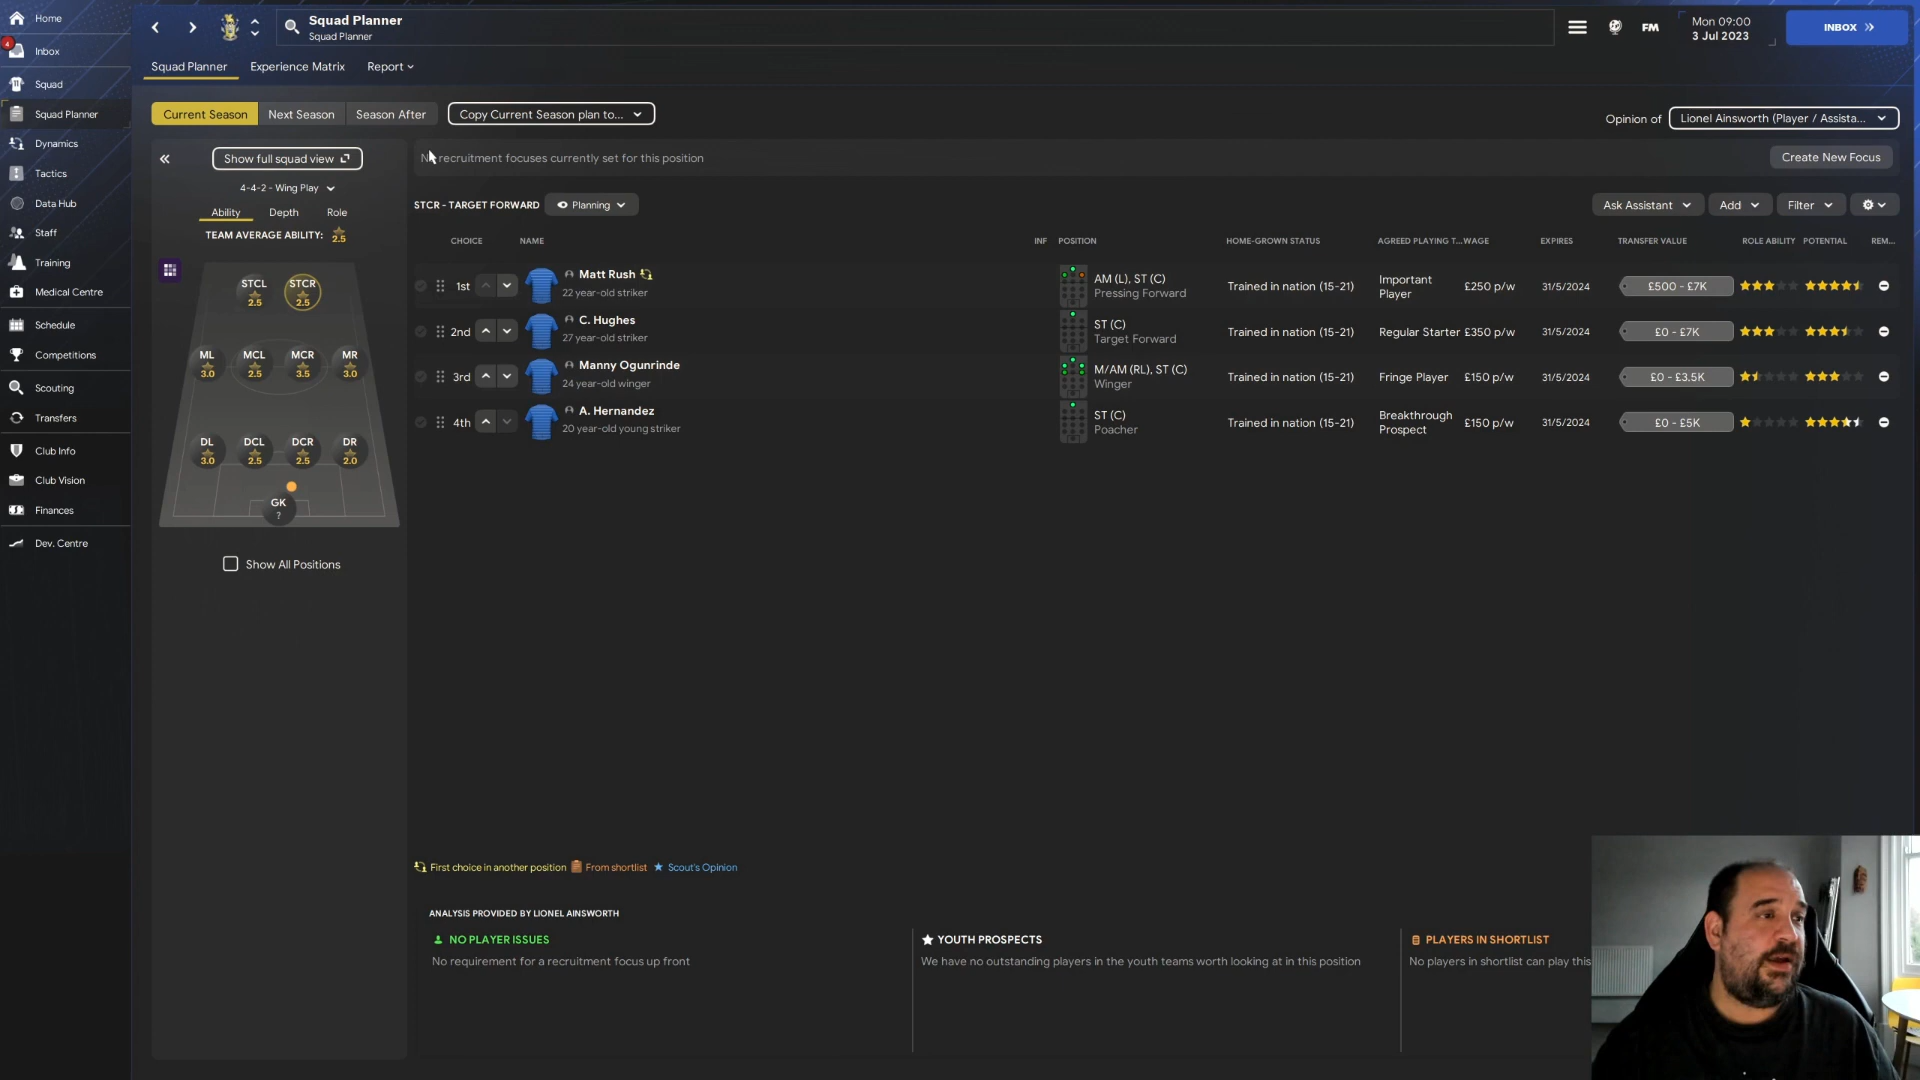 Home
4
Inbox
Squad
Squad Planner
Dynamics
Tactics
Data Hub
Staff
Training
Medical Centre
Schedule
Competitions
Scouting
Transfers
Club Info
Club Vision
Finances
Dev. Centre
Squad Planner
Squad Planner
FM
Mon 09:00
3 Jul 2023
INBOX
Squad Planner Experience Matrix Report
Current Season Next Season Season After Copy Current Season plan to...
Opinion of Lionel Ainsworth (Player / Assista...
Show full squad view
4-4-2 - Wing Play
Ability Depth Role
TEAM AVERAGE ABILITY: 2.5
STCL STCR
2.5 2.5
ML MCL MCR MR
3.0 2.5 3.5 3.0
DL DCL DCR DR
3.0 2.5 2.5 2.0
GK
?
Show All Positions
No recruitment focuses currently set for this position
Create New Focus
STCR - TARGET FORWARD Planning
Ask Assistant Add Filter
CHOICE NAME INF POSITION HOME-GROWN STATUS AGREED PLAYING T... WAGE EXPIRES TRANSFER VALUE ROLE ABILITY POTENTIAL REM...
1st Matt Rush AM (L), ST (C) Trained in nation (15-21) Important Player £250 p/w 31/5/2024 £500 - £7K
22 year-old striker Pressing Forward
2nd C. Hughes ST (C) Trained in nation (15-21) Regular Starter £350 p/w 31/5/2024 £0 - £7K
27 year-old striker Target Forward
3rd Manny Ogunrinde M/AM (RL), ST (C) Trained in nation (15-21) Fringe Player £150 p/w 31/5/2024 £0 - £3.5K
24 year-old winger Winger
4th A. Hernandez ST (C) Trained in nation (15-21) Breakthrough Prospect £150 p/w 31/5/2024 £0 - £5K
20 year-old young striker Poacher
First choice in another position From shortlist Scout's Opinion
ANALYSIS PROVIDED BY LIONEL AINSWORTH
NO PLAYER ISSUES
No requirement for a recruitment focus up front
YOUTH PROSPECTS
We have no outstanding players in the youth teams worth looking at in this position
PLAYERS IN SHORTLIST
No players in shortlist can play this